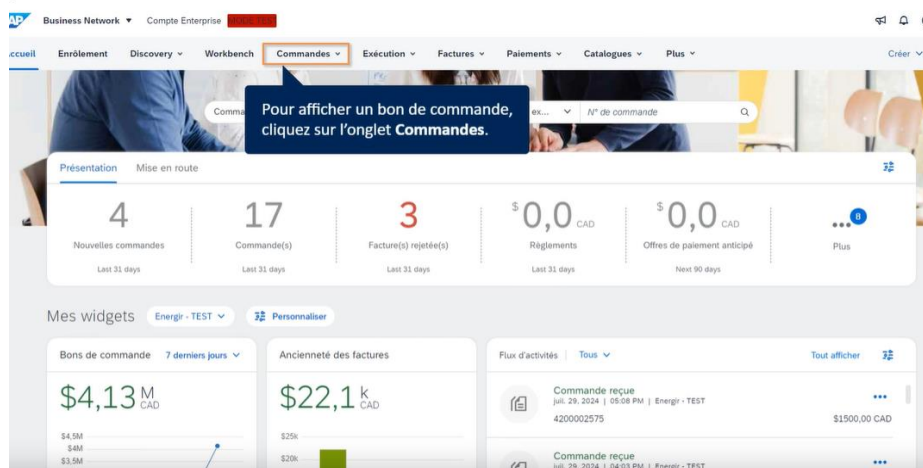 SAP Business Network Compte Enterprise MODE TEST
Accueil Enrôlement Discovery Workbench Commandes Exécution Factures Paiements Catalogues Plus Créer
Pour afficher un bon de commande,
cliquez sur l'onglet Commandes.
ex... N° de commande
Présentation Mise en route
4 17 3 $0,0 CAD $0,0 CAD ... 8
Nouvelles commandes Commande(s) Facture(s) rejetée(s) Règlements Offres de paiement anticipé Plus
Last 31 days Last 31 days Last 31 days Last 31 days Next 90 days
Mes widgets Energir - TEST Personnaliser
Bons de commande 7 derniers jours Ancienneté des factures Flux d'activités Tous Tout afficher
$4,13 M CAD $22,1 k CAD
Commande reçue
juil. 29, 2024 | 05:08 PM | Energir - TEST
4200002575 $1500,00 CAD
$4,5M $25k
$4M
$3,5M $20k
Commande reçue
juil. 29, 2024 | 04:03 PM | Energir - TEST